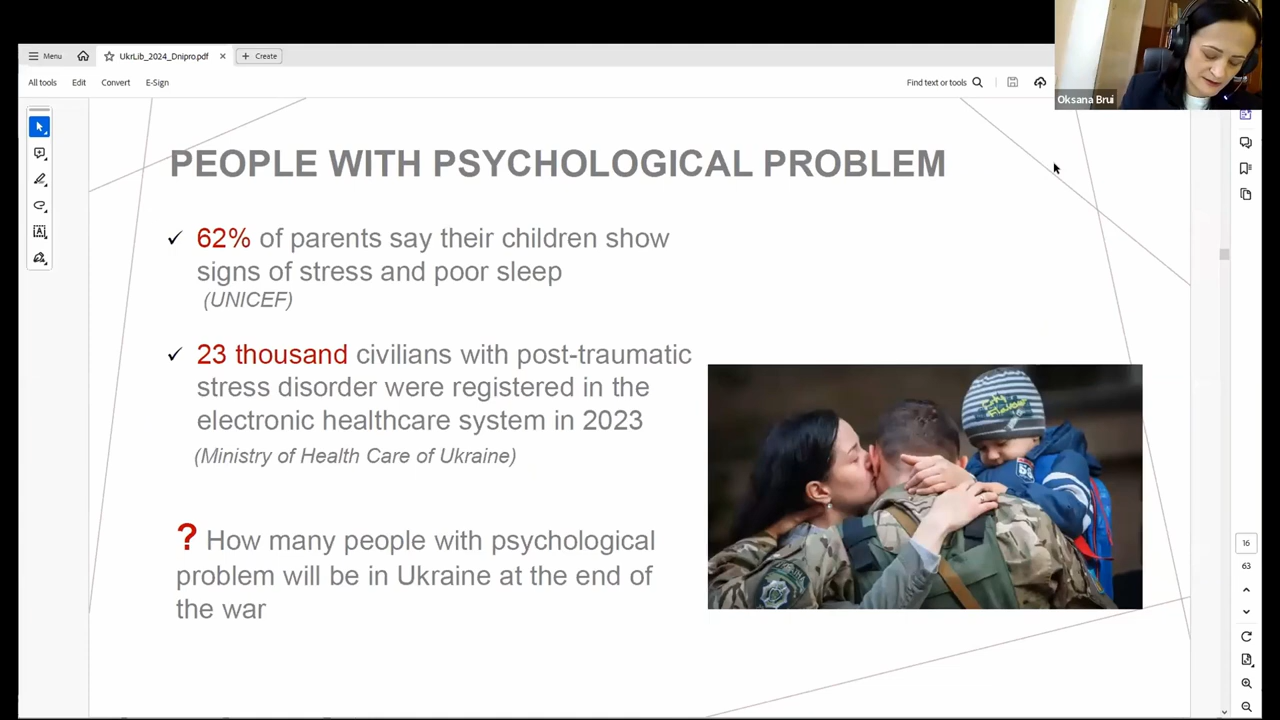 Menu
UkrLib_2024_Dnipro.pdf
Create
All tools
Edit
Convert
E-Sign
Find text or tools
Oksana Brui
PEOPLE WITH PSYCHOLOGICAL PROBLEM
62% of parents say their children show
signs of stress and poor sleep
(UNICEF)
23 thousand civilians with post-traumatic
stress disorder were registered in the
electronic healthcare system in 2023
(Ministry of Health Care of Ukraine)
? How many people with psychological
problem will be in Ukraine at the end of
the war
16
63